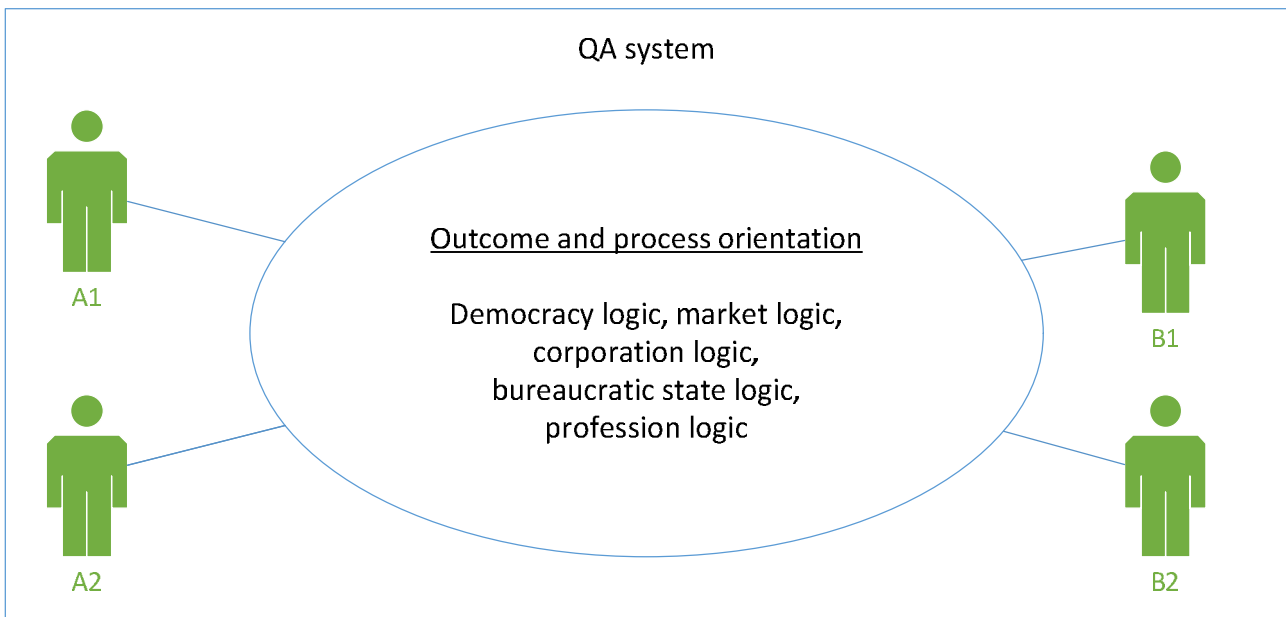 QA system
A1
Outcome and process orientation
Democracy logic, market logic,
corporation logic,
bureaucratic state logic,
profession logic
B1
A2
B2